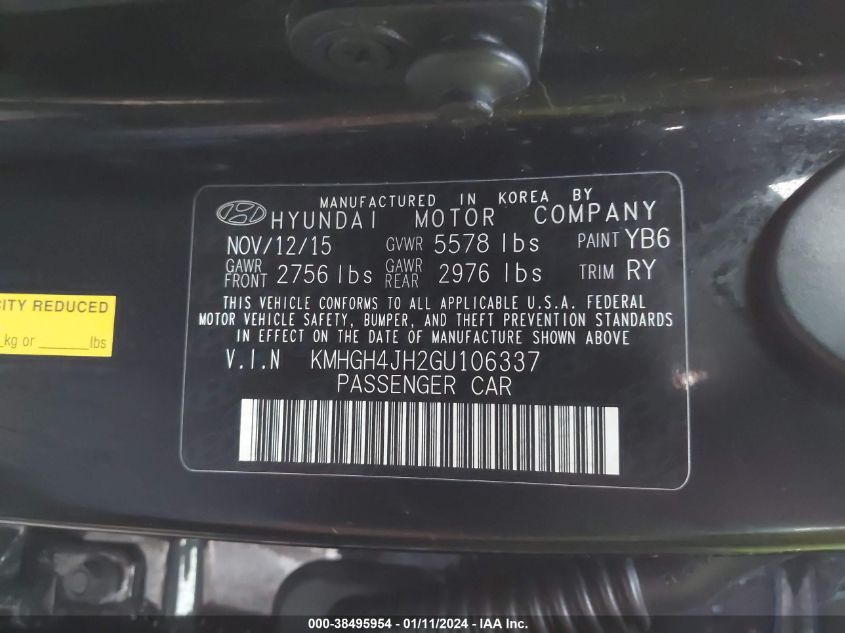 MANUFACTURED IN KOREA BY
HYUNDAI MOTOR COMPANY
NOV/12/15 GVWR 5578 lbs PAINT YB6
GAWR FRONT 2756 lbs GAWR REAR 2976 lbs TRIM RY
THIS VEHICLE CONFORMS TO ALL APPLICABLE U.S.A. FEDERAL
MOTOR VEHICLE SAFETY, BUMPER, AND THEFT PREVENTION STANDARDS
IN EFFECT ON THE DATE OF MANUFACTURE SHOWN ABOVE
V.I.N KMHGH4JH2GU106337
PASSENGER CAR
CITY REDUCED
kg or ______lbs
000-38495954 - 01/11/2024 - IAA Inc.